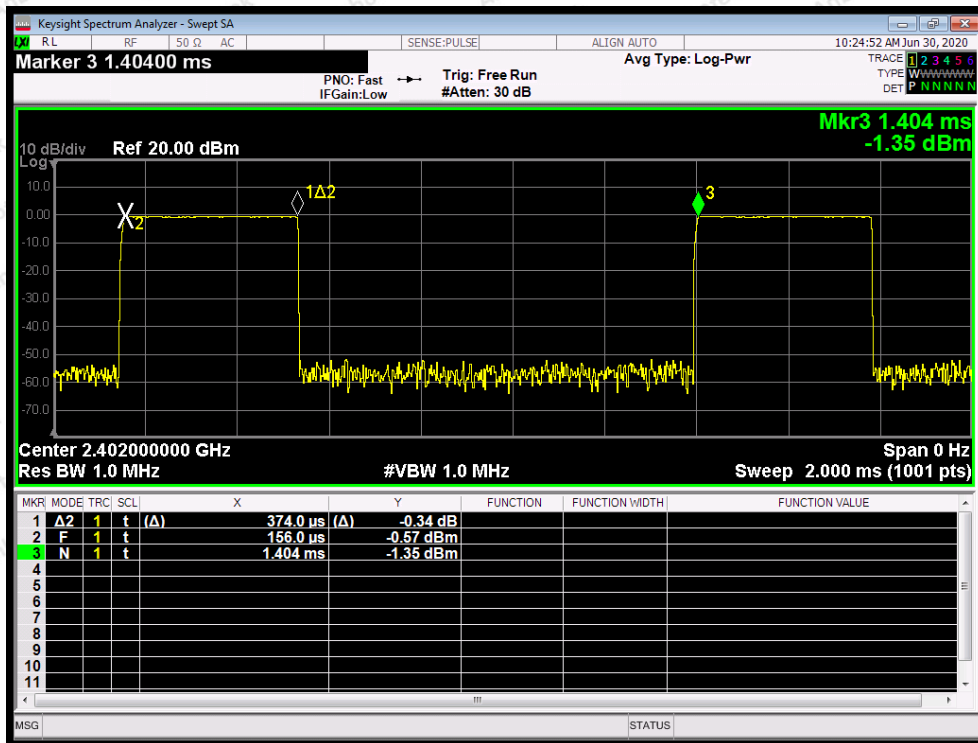 Keysight Spectrum Analyzer - Swept SA
LXI RL RF 50 Ω AC SENSE:PULSE ALIGN AUTO 10:24:52 AM Jun 30, 2020
Marker 3 1.40400 ms
PNO: Fast
IFGain:Low
Trig: Free Run
#Atten: 30 dB
Avg Type: Log-Pwr
TRACE 1 2 3 4 5 6
TYPE W
DET P N N N N N
Mkr3 1.404 ms
-1.35 dBm
10 dB/div Ref 20.00 dBm
Log
10.0
0.00
-10.0
-20.0
-30.0
-40.0
-50.0
-60.0
-70.0
2
1Δ2
3
Center 2.402000000 GHz Span 0 Hz
Res BW 1.0 MHz #VBW 1.0 MHz Sweep 2.000 ms (1001 pts)
MKR MODE TRC SCL X Y FUNCTION FUNCTION WIDTH FUNCTION VALUE
1 Δ2 1 t (Δ) 374.0 µs (Δ) -0.34 dB
2 F 1 t 156.0 µs -0.57 dBm
3 N 1 t 1.404 ms -1.35 dBm
4
5
6
7
8
9
10
11
MSG STATUS